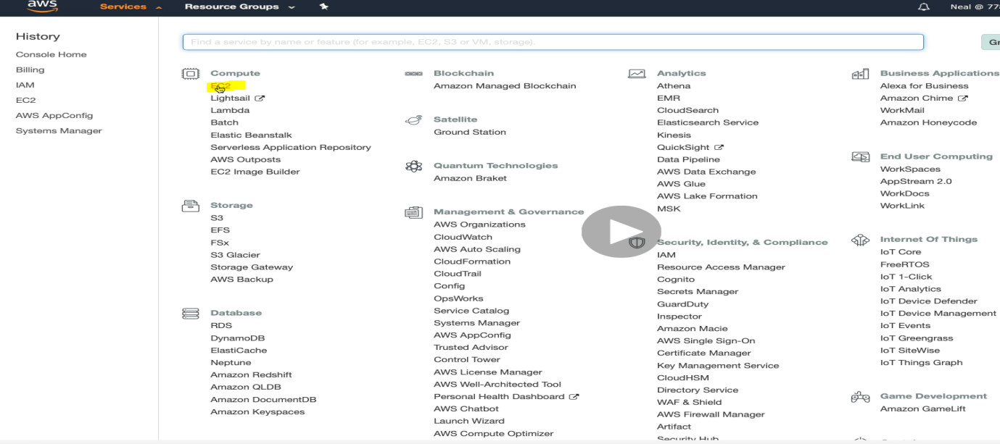 aws
Services
Resource Groups
Neal @ 77
History
Console Home
Billing
IAM
EC2
AWS AppConfig
Systems Manager
Find a service by name or feature (for example, EC2, S3 or VM, storage).
Gr
Compute
EC2
Lightsail
Lambda
Batch
Elastic Beanstalk
Serverless Application Repository
AWS Outposts
EC2 Image Builder
Storage
S3
EFS
FSx
S3 Glacier
Storage Gateway
AWS Backup
Database
RDS
DynamoDB
ElastiCache
Neptune
Amazon Redshift
Amazon QLDB
Amazon DocumentDB
Amazon Keyspaces
Blockchain
Amazon Managed Blockchain
Satellite
Ground Station
Quantum Technologies
Amazon Braket
Management & Governance
AWS Organizations
CloudWatch
AWS Auto Scaling
CloudFormation
CloudTrail
Config
OpsWorks
Service Catalog
Systems Manager
AWS AppConfig
Trusted Advisor
Control Tower
AWS License Manager
AWS Well-Architected Tool
Personal Health Dashboard
AWS Chatbot
Launch Wizard
AWS Compute Optimizer
Analytics
Athena
EMR
CloudSearch
Elasticsearch Service
Kinesis
QuickSight
Data Pipeline
AWS Data Exchange
AWS Glue
AWS Lake Formation
MSK
Security, Identity, & Compliance
IAM
Resource Access Manager
Cognito
Secrets Manager
GuardDuty
Inspector
Amazon Macie
AWS Single Sign-On
Certificate Manager
Key Management Service
CloudHSM
Directory Service
WAF & Shield
AWS Firewall Manager
Artifact
Security Hub
Business Applications
Alexa for Business
Amazon Chime
WorkMail
Amazon Honeycode
End User Computing
WorkSpaces
AppStream 2.0
WorkDocs
WorkLink
Internet Of Things
IoT Core
FreeRTOS
IoT 1-Click
IoT Analytics
IoT Device Defender
IoT Device Management
IoT Events
IoT Greengrass
IoT SiteWise
IoT Things Graph
Game Development
Amazon GameLift